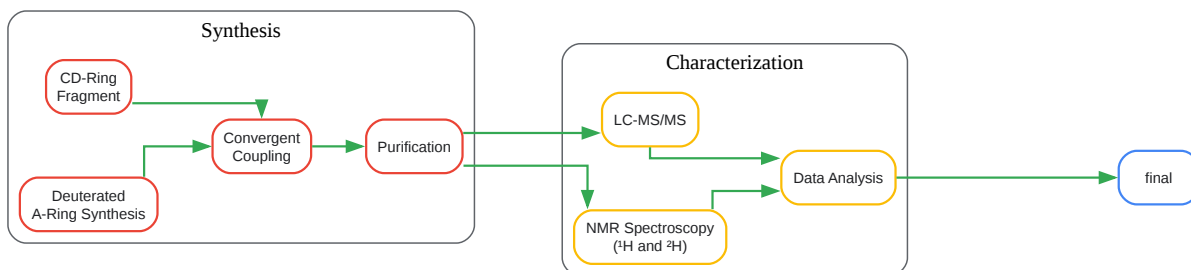 Synthesis
CD-Ring
Fragment
Convergent
Coupling
Purification
Deuterated
A-Ring Synthesis
Characterization
LC-MS/MS
NMR Spectroscopy
(¹H and ²H)
Data Analysis
final